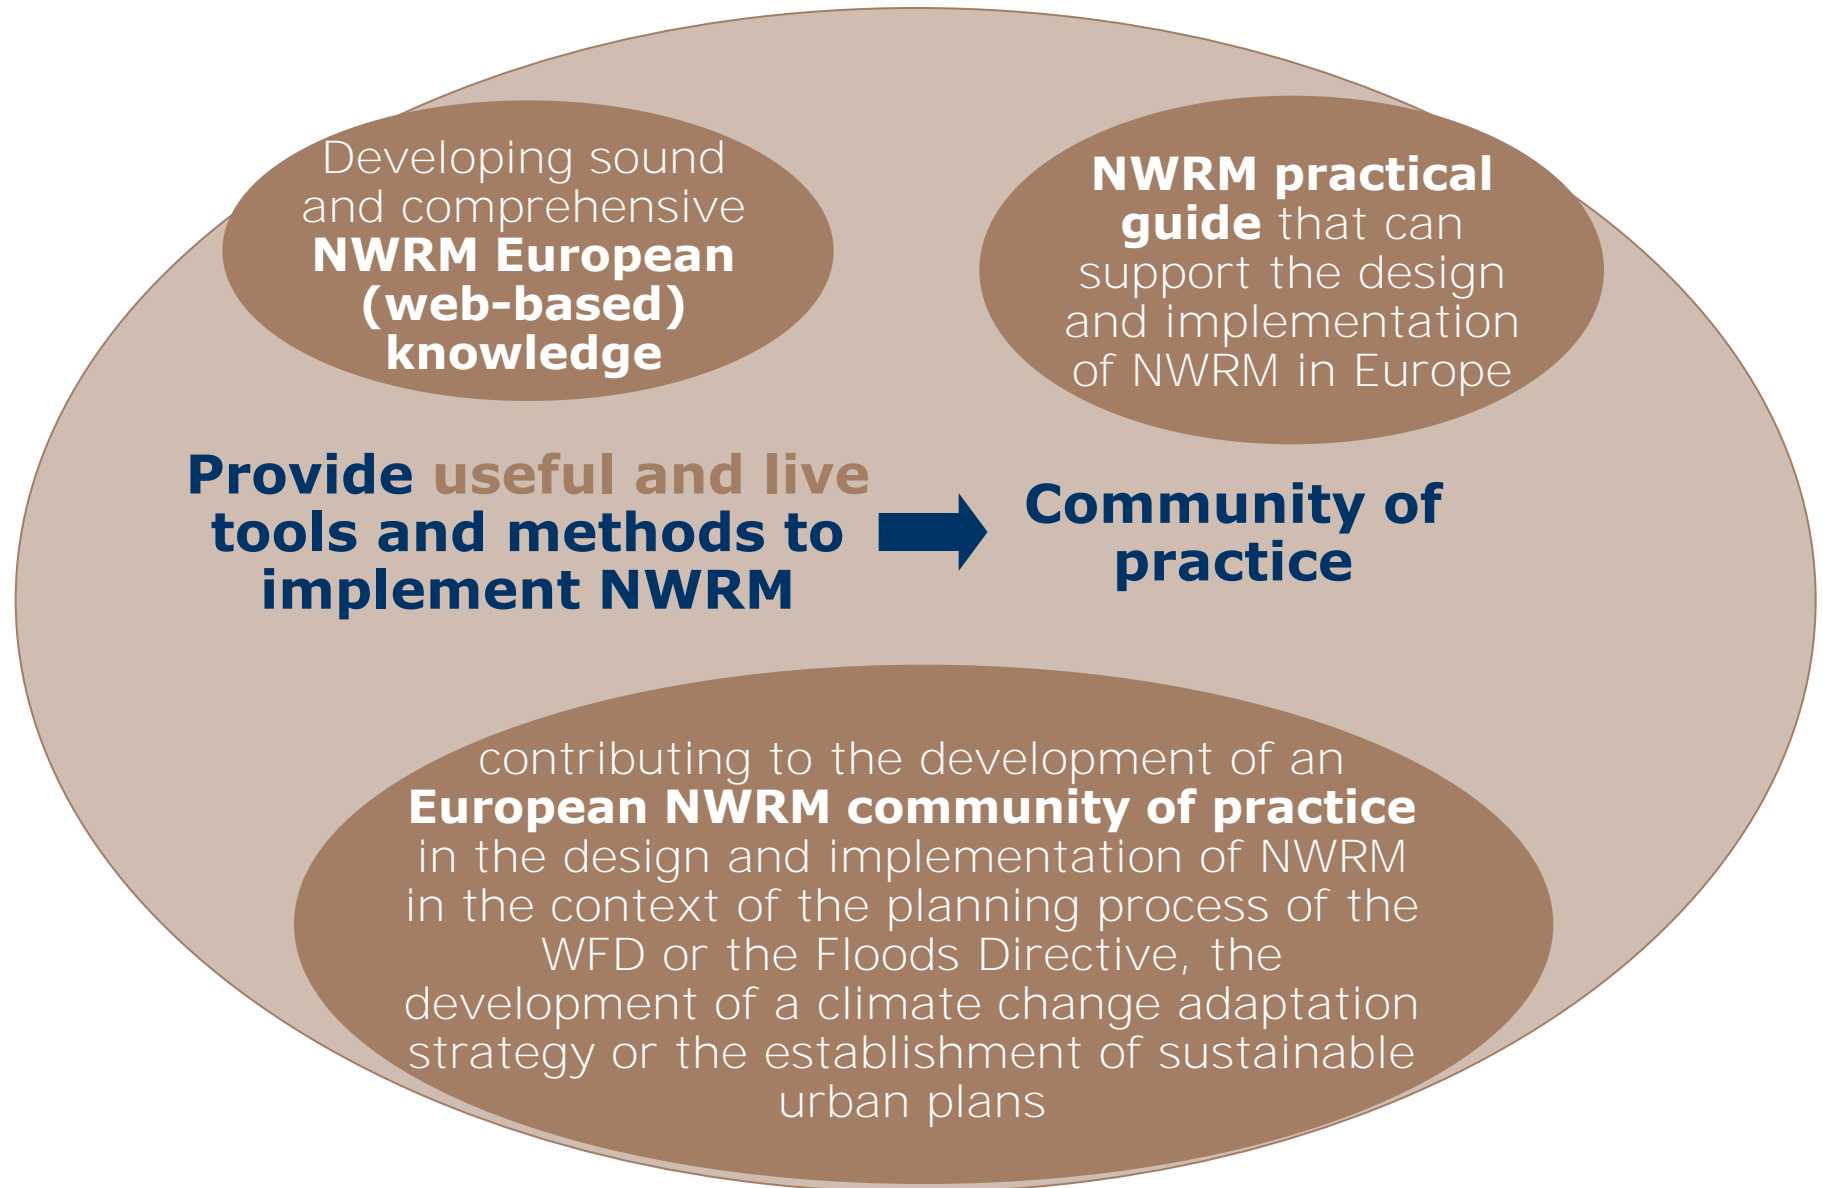 Developing sound
and comprehensive
NWRM European
(web-based)
knowledge
NWRM practical
guide that can
support the design
and implementation
of NWRM in Europe
Provide useful and live
tools and methods to
implement NWRM
Community of
practice
contributing to the development of an
European NWRM community of practice
in the design and implementation of NWRM
in the context of the planning process of the
WFD or the Floods Directive, the
development of a climate change adaptation
strategy or the establishment of sustainable
urban plans